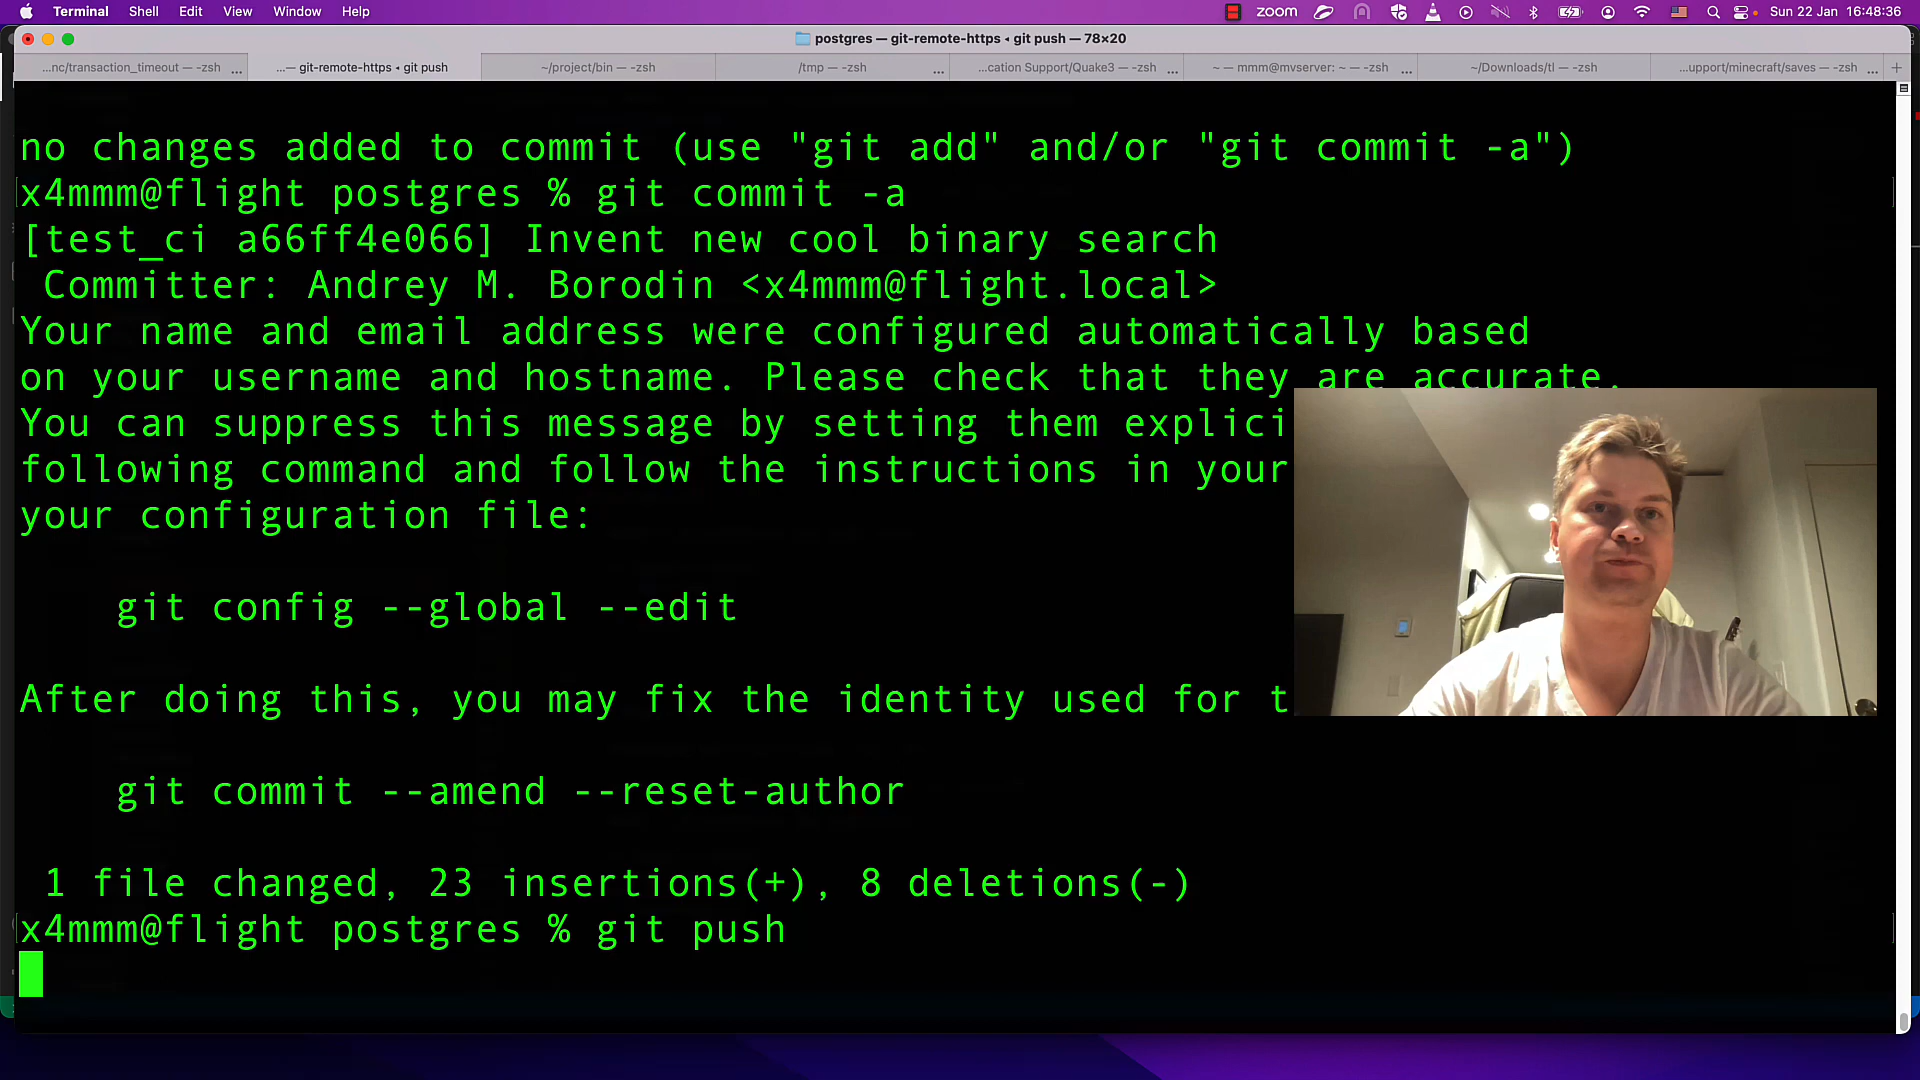 Terminal Shell Edit View Window Help
zoom
Sun 22 Jan 16:48:36
postgres — git-remote-https ◂ git push — 78×20
...nc/transaction_timeout — -zsh ...
...— git-remote-https ◂ git push
~/project/bin — -zsh
/tmp — -zsh ...
...cation Support/Quake3 — -zsh ...
~ — mmm@mvserver: ~ — -zsh ...
~/Downloads/tl — -zsh
...upport/minecraft/saves — -zsh ...
no changes added to commit (use "git add" and/or "git commit -a")
x4mmm@flight postgres % git commit -a
[test_ci a66ff4e066] Invent new cool binary search
Committer: Andrey M. Borodin <x4mmm@flight.local>
Your name and email address were configured automatically based
on your username and hostname. Please check that they are accurate.
You can suppress this message by setting them explici
following command and follow the instructions in your
your configuration file:
git config --global --edit
After doing this, you may fix the identity used for t
git commit --amend --reset-author
1 file changed, 23 insertions(+), 8 deletions(-)
x4mmm@flight postgres % git push